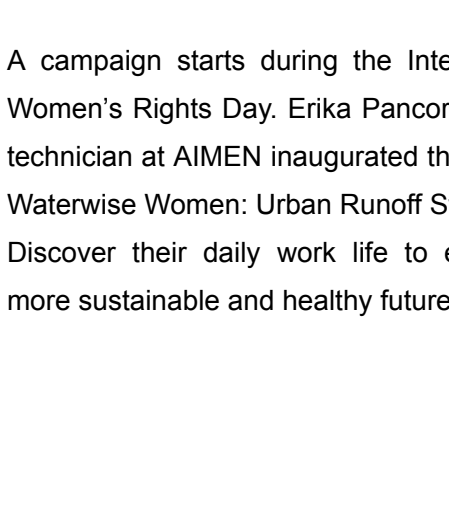 A campaign starts during the Inte
Women’s Rights Day. Erika Pancor
technician at AIMEN inaugurated th
Waterwise Women: Urban Runoff S
Discover their daily work life to e
more sustainable and healthy future